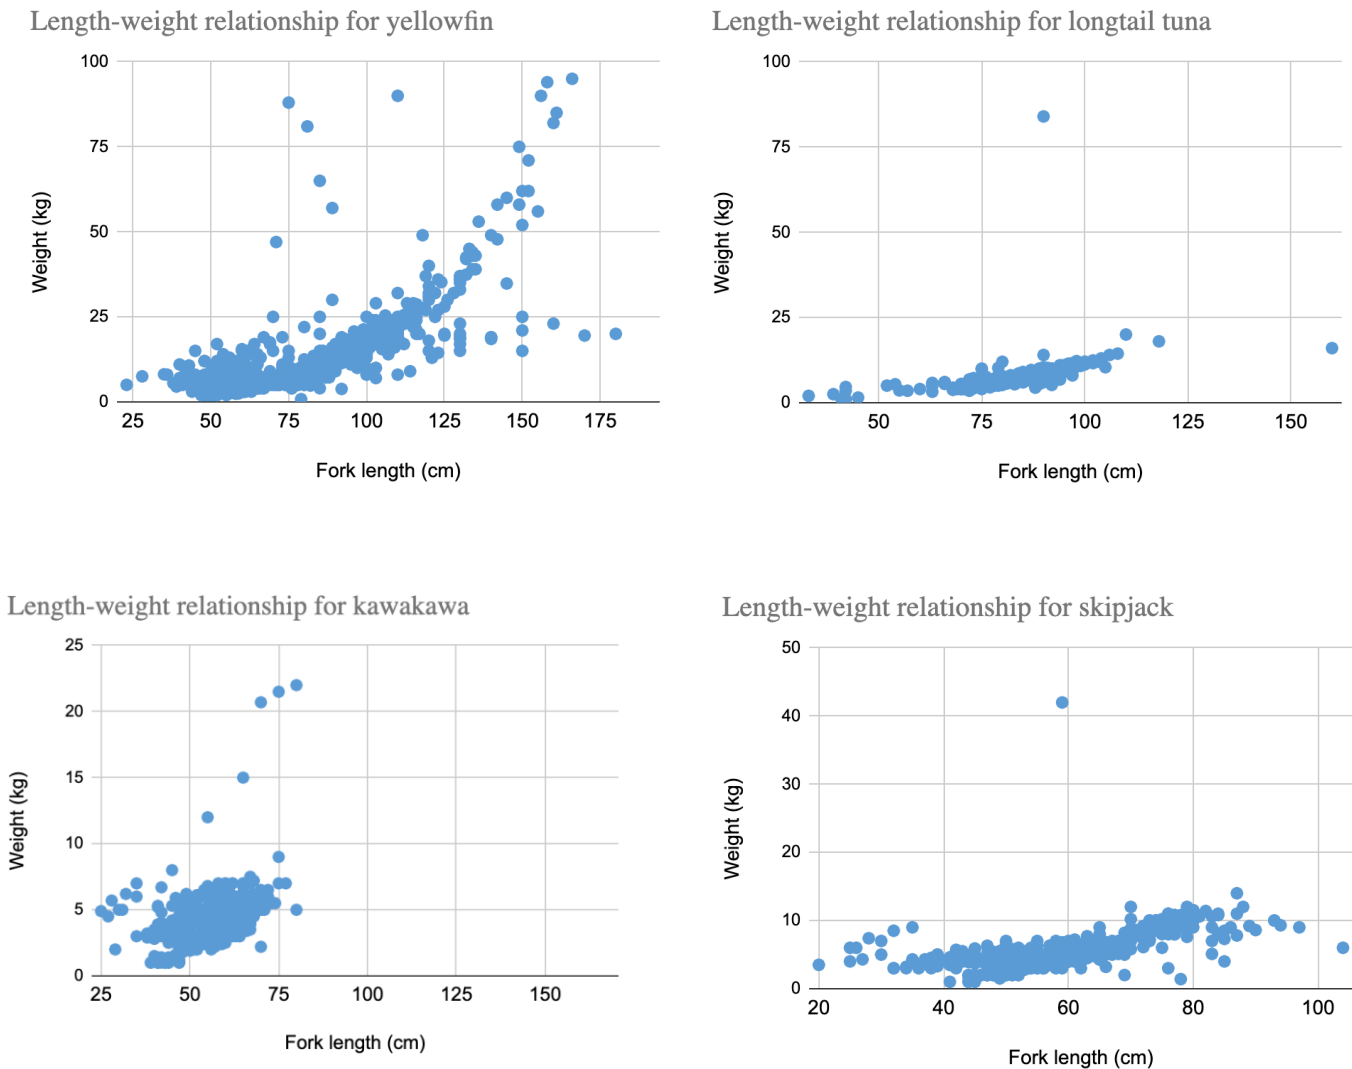 Length-weight relationship for yellowfin
100
75
50
25
0
Weight (kg)
25 50 75 100 125 150 175
Fork length (cm)
Length-weight relationship for longtail tuna
100
75
50
25
0
Weight (kg)
50 75 100 125 150
Fork length (cm)
Length-weight relationship for kawakawa
25
20
15
10
5
0
Weight (kg)
25 50 75 100 125 150
Fork length (cm)
Length-weight relationship for skipjack
50
40
30
20
10
0
Weight (kg)
20 40 60 80 100
Fork length (cm)